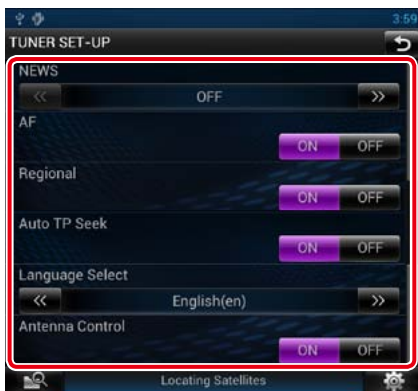 3:59
TUNER SET-UP
NEWS
OFF
AF
ON OFF
Regional
ON OFF
Auto TP Seek
ON OFF
Language Select
English(en)
Antenna Control
ON OFF
Locating Satellites